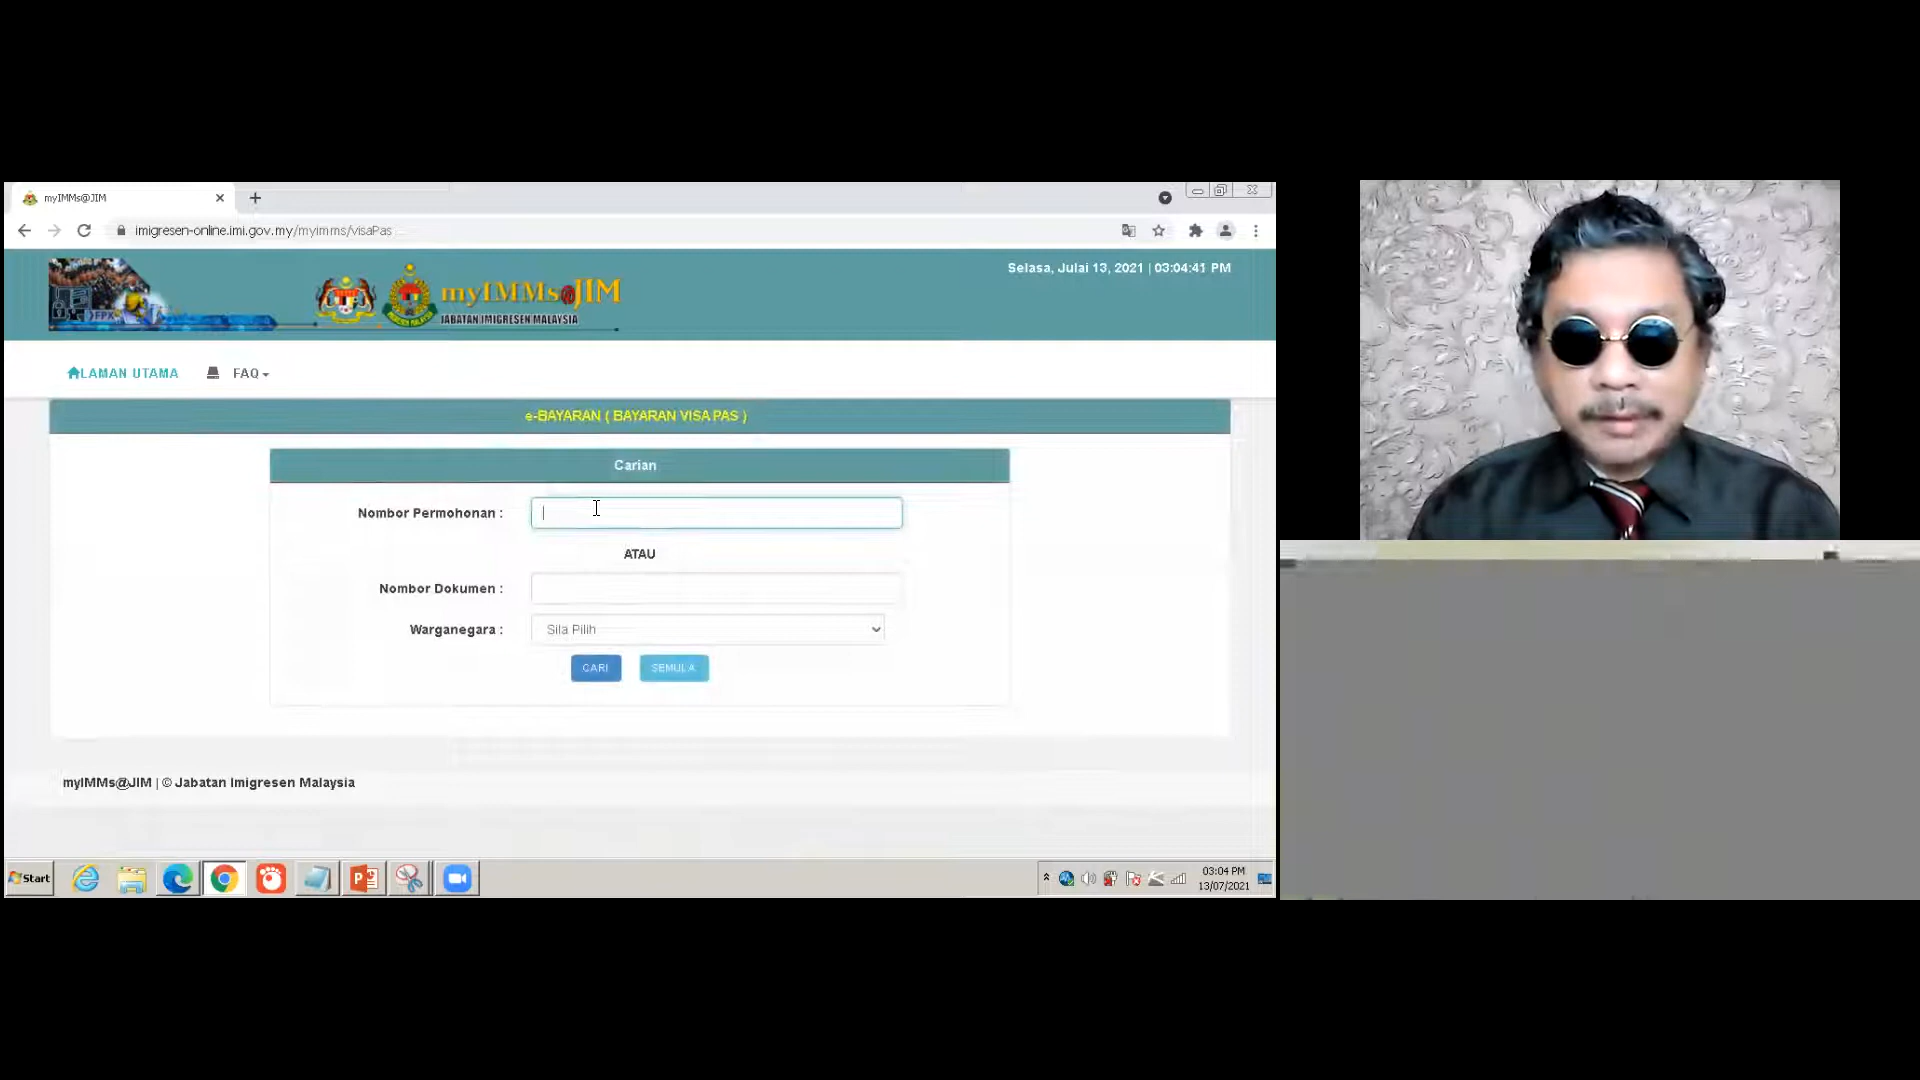 myIMMs@JIM
imigresen-online.imi.gov.my/myimms/visaPas
Selasa, Julai 13, 2021 | 03:04:41 PM
FPX
myIMMs@JIM
JABATAN IMIGRESEN MALAYSIA
LAMAN UTAMA
FAQ
e-BAYARAN ( BAYARAN VISA PAS )
Carian
Nombor Permohonan :
ATAU
Nombor Dokumen :
Warganegara :
Sila Pilih
CARI
SEMULA
myIMMs@JIM | © Jabatan Imigresen Malaysia
Start
03:04 PM
13/07/2021